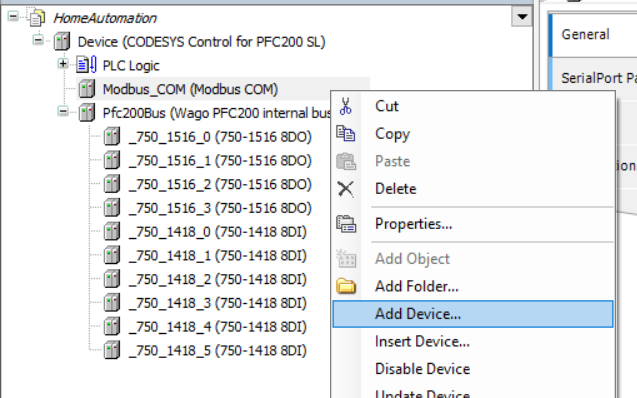 HomeAutomation
Device (CODESYS Control for PFC200 SL)
PLC Logic
Modbus_COM (Modbus COM)
Pfc200Bus (Wago PFC200 internal bus
_750_1516_0 (750-1516 8DO)
_750_1516_1 (750-1516 8DO)
_750_1516_2 (750-1516 8DO)
_750_1516_3 (750-1516 8DO)
_750_1418_0 (750-1418 8DI)
_750_1418_1 (750-1418 8DI)
_750_1418_2 (750-1418 8DI)
_750_1418_3 (750-1418 8DI)
_750_1418_4 (750-1418 8DI)
_750_1418_5 (750-1418 8DI)
Cut
Copy
Paste
Delete
Properties...
Add Object
Add Folder...
Add Device...
Insert Device...
Disable Device
Update Device
General
SerialPort Pa
ion